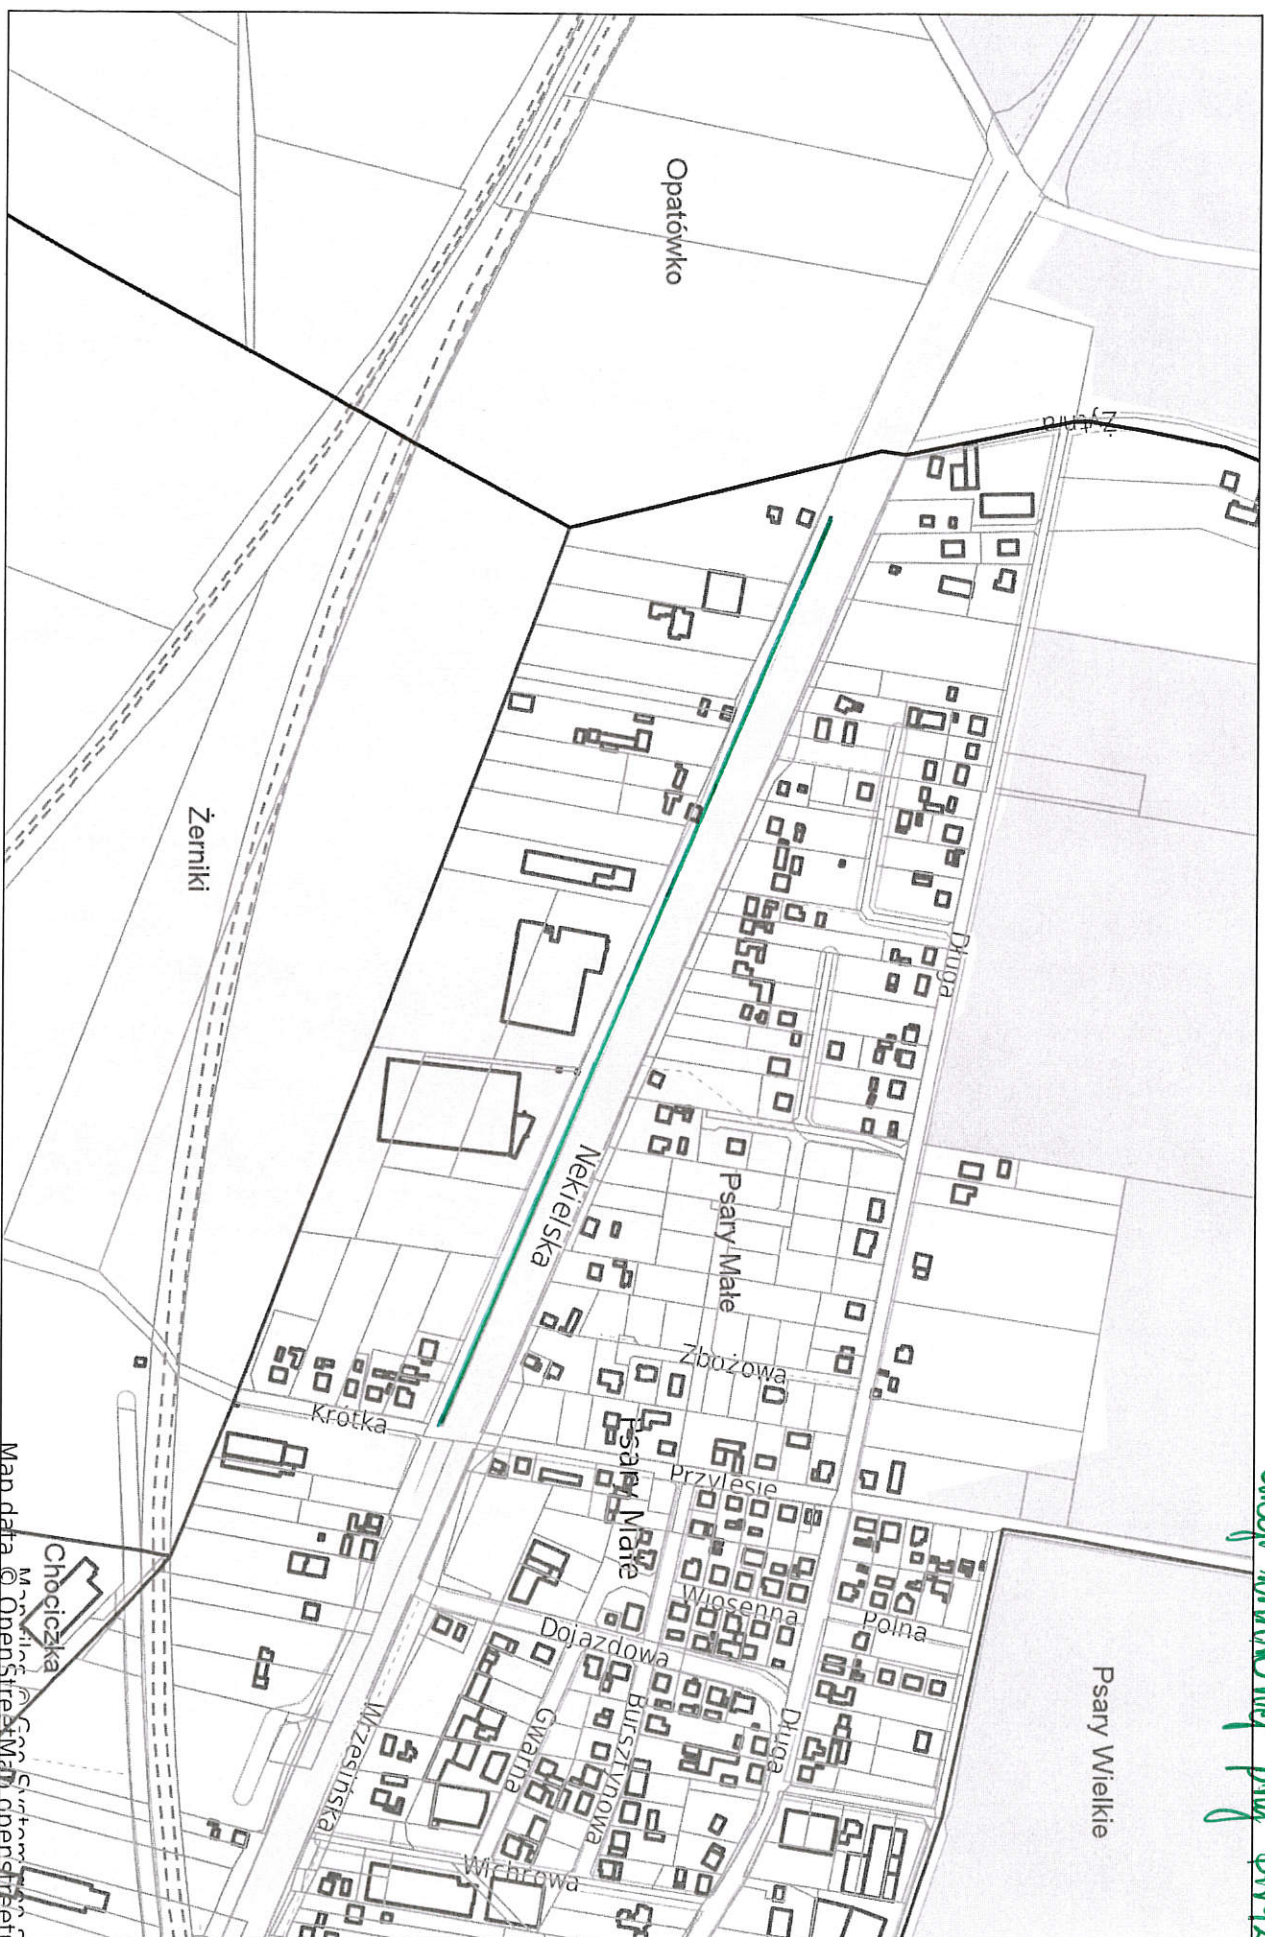 Opatówko
Żytnia
Żerniki
Długa
Nekielska
Psary Małe
Zbożowa
Krótka
Psary Małe
Przylesie
Wiosenna
Polna
Dojazdowa
Psary Wielkie
Chociczka
Wrzesińska
Gwarna
Bursztynowa
Długa
Wichrowa
Map data © OpenStreetMap openstreetm